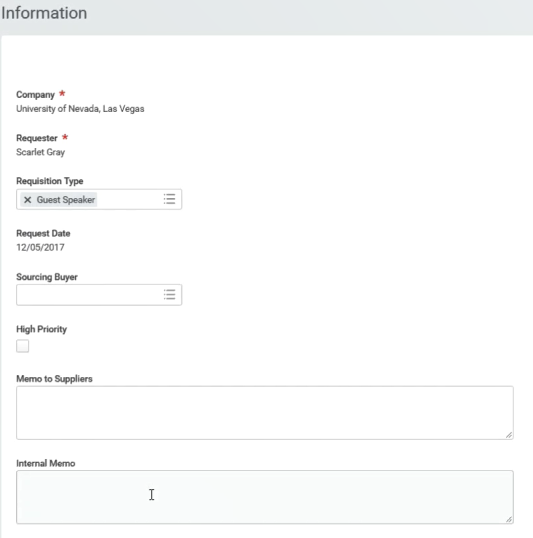 Information
Company *
University of Nevada, Las Vegas
Requester *
Scarlet Gray
Requisition Type
× Guest Speaker
Request Date
12/05/2017
Sourcing Buyer
High Priority
Memo to Suppliers
Internal Memo